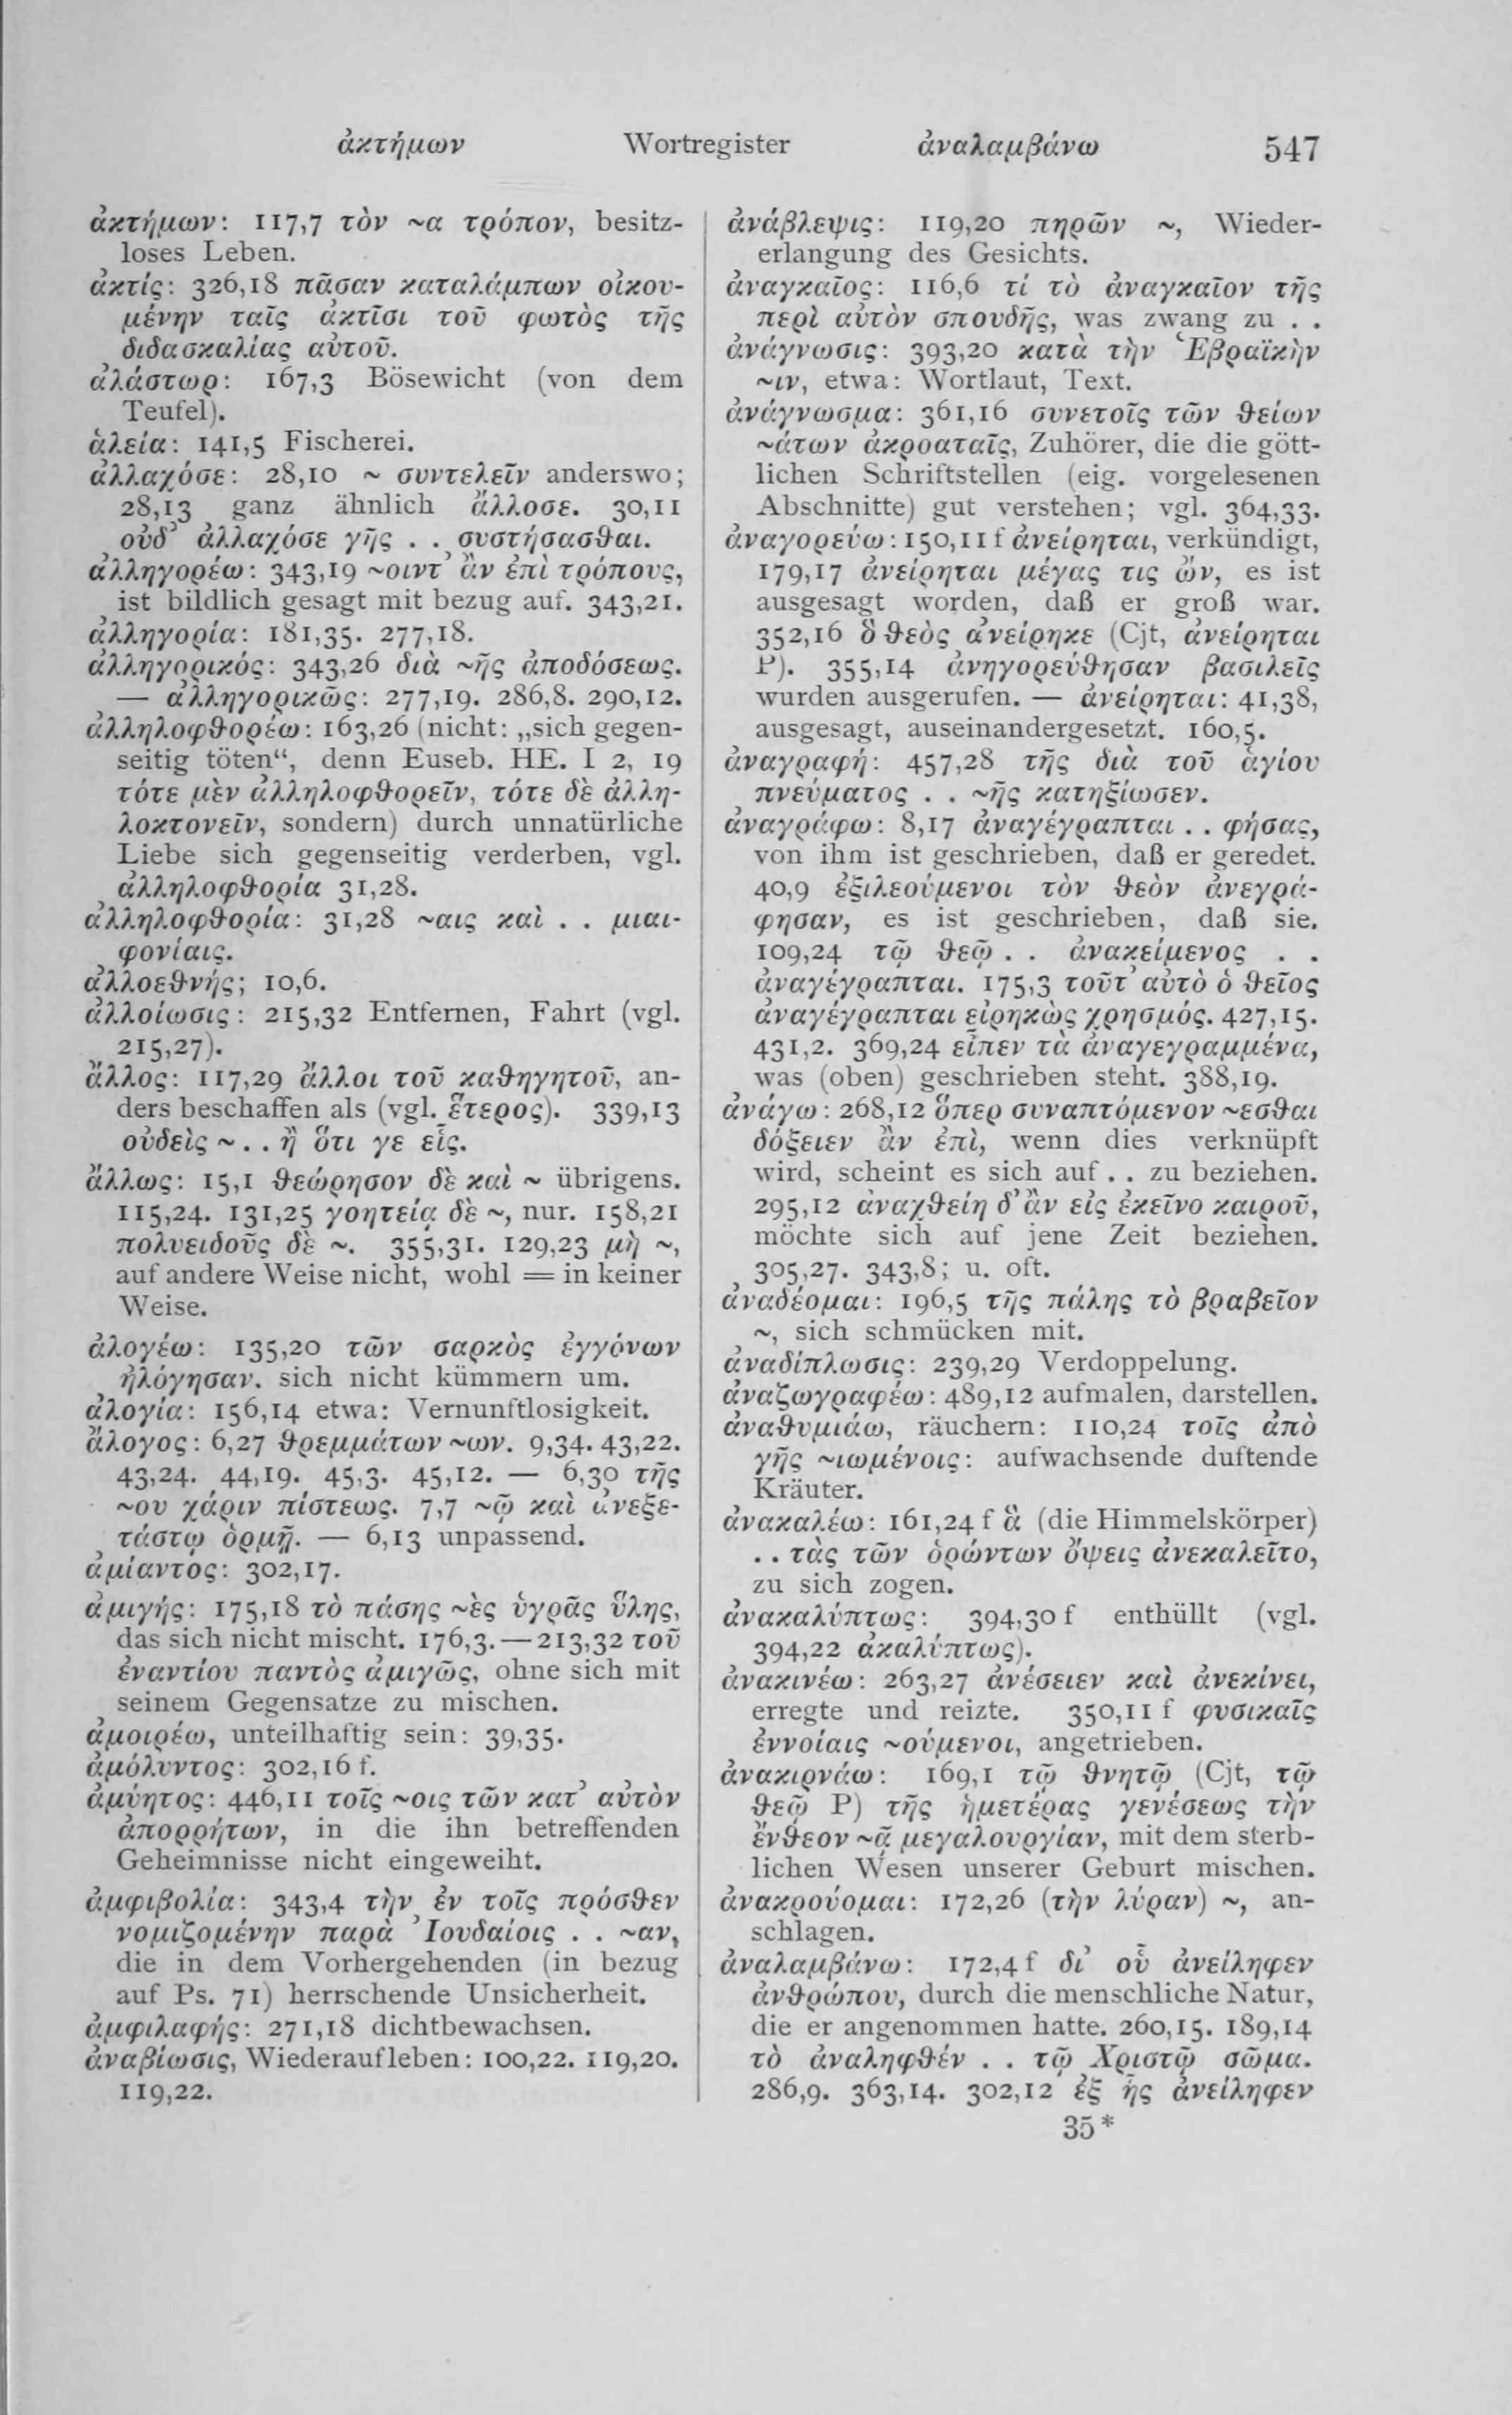 ἀκτήμων Wortregister ἀναλαμβάνω 547
ἀκτήμων: 117,7 τὸν ~α τρόπον, besitz-
loses Leben.
ἀκτίς: 326,18 πᾶσαν καταλάμπων οἰκου-
μένην ταῖς ἀκτῖσι τοῦ φωτὸς τῆς
διδασκαλίας αὐτοῦ.
ἀλάστωρ: 167,3 Bösewicht (von dem
Teufel).
ἁλεία: 141,5 Fischerei.
ἀλλαχόσε: 28,10 ~ συντελεῖν anderswo;
28,13 ganz ähnlich ἄλλοσε. 30,11
οὐδ’ ἀλλαχόσε γῆς . . συστήσασθαι.
ἀλληγορέω: 343,19 ~οιντ’ ἂν ἐπὶ τρόπους,
ist bildlich gesagt mit bezug auf. 343,21.
ἀλληγορία: 181,35. 277,18.
ἀλληγορικός: 343,26 διὰ ~ῆς ἀποδόσεως.
— ἀλληγορικῶς: 277,19. 286,8. 290,12.
ἀλληλοφθορέω: 163,26 (nicht: „sich gegen-
seitig töten“, denn Euseb. HE. I 2, 19
τότε μὲν ἀλληλοφθορεῖν, τότε δὲ ἀλλη-
λοκτονεῖν, sondern) durch unnatürliche
Liebe sich gegenseitig verderben, vgl.
ἀλληλοφθορία 31,28.
ἀλληλοφθορία: 31,28 ~αις καὶ . . μιαι-
φονίαις.
ἀλλοεθνής; 10,6.
ἀλλοίωσις: 215,32 Entfernen, Fahrt (vgl.
215,27).
ἄλλος: 117,29 ἄλλοι τοῦ καθηγητοῦ, an-
ders beschaffen als (vgl. ἕτερος). 339,13
οὐδεὶς ~ . . ἢ ὅτι γε εἷς.
ἄλλως: 15,1 θεώρησον δὲ καὶ ~ übrigens.
115,24. 131,25 γοητείᾳ δὲ ~, nur. 158,21
πολυειδοῦς δὲ ~. 355,31. 129,23 μὴ ~,
auf andere Weise nicht, wohl = in keiner
Weise.
ἀλογέω: 135,20 τῶν σαρκὸς ἐγγόνων
ἠλόγησαν. sich nicht kümmern um.
ἀλογία: 156,14 etwa: Vernunftlosigkeit.
ἄλογος: 6,27 θρεμμάτων ~ων. 9,34. 43,22.
43,24. 44,19. 45,3. 45,12. — 6,30 τῆς
~ου χάριν πίστεως. 7,7 ~ῳ καὶ ἀνεξε-
τάστῳ ὁρμῇ. — 6,13 unpassend.
ἀμίαντος: 302,17.
ἀμιγής: 175,18 τὸ πάσης ~ὲς ὑγρᾶς ὕλης,
das sich nicht mischt. 176,3. — 213,32 τοῦ
ἐναντίου παντὸς ἀμιγῶς, ohne sich mit
seinem Gegensatze zu mischen.
ἀμοιρέω, unteilhaftig sein: 39,35.
ἀμόλυντος: 302,16 f.
ἀμύητος: 446,11 τοῖς ~οις τῶν κατ’ αὐτὸν
ἀπορρήτων, in die ihn betreffenden
Geheimnisse nicht eingeweiht.
ἀμφιβολία: 343,4 τὴν ἐν τοῖς πρόσθεν
νομιζομένην παρὰ Ἰουδαίοις . . ~αν,
die in dem Vorhergehenden (in bezug
auf Ps. 71) herrschende Unsicherheit.
ἀμφιλαφής: 271,18 dichtbewachsen.
ἀναβίωσις, Wiederaufleben: 100,22. 119,20.
119,22.
ἀνάβλεψις: 119,20 πηρῶν ~, Wieder-
erlangung des Gesichts.
ἀναγκαῖος: 116,6 τί τὸ ἀναγκαῖον τῆς
περὶ αὐτὸν σπουδῆς, was zwang zu . .
ἀνάγνωσις: 393,20 κατὰ τὴν Ἑβραϊκὴν
~ιν, etwa: Wortlaut, Text.
ἀνάγνωσμα: 361,16 συνετοῖς τῶν θείων
~άτων ἀκροαταῖς, Zuhörer, die die gött-
lichen Schriftstellen (eig. vorgelesenen
Abschnitte) gut verstehen; vgl. 364,33.
ἀναγορεύω: 150,11 f ἀνείρηται, verkündigt,
179,17 ἀνείρηται μέγας τις ὤν, es ist
ausgesagt worden, daß er groß war.
352,16 ὃ θεὸς ἀνείρηκε (Cjt, ἀνείρηται
P). 355,14 ἀνηγορεύθησαν βασιλεῖς
wurden ausgerufen. — ἀνείρηται: 41,38,
ausgesagt, auseinandergesetzt. 160,5.
ἀναγραφή: 457,28 τῆς διὰ τοῦ ἁγίου
πνεύματος . . ~ῆς κατηξίωσεν.
ἀναγράφω: 8,17 ἀναγέγραπται . . φήσας,
von ihm ist geschrieben, daß er geredet.
40,9 ἐξιλεούμενοι τὸν θεὸν ἀνεγρά-
φησαν, es ist geschrieben, daß sie.
109,24 τῷ θεῷ . . ἀνακείμενος . .
ἀναγέγραπται. 175,3 τοῦτ’ αὐτὸ ὁ θεῖος
ἀναγέγραπται εἰρηκὼς χρησμός. 427,15.
431,2. 369,24 εἶπεν τὰ ἀναγεγραμμένα,
was (oben) geschrieben steht. 388,19.
ἀνάγω: 268,12 ὅπερ συναπτόμενον ~εσθαι
δόξειεν ἂν ἐπὶ, wenn dies verknüpft
wird, scheint es sich auf . . zu beziehen.
295,12 ἀναχθείη δ’ ἂν εἰς ἐκεῖνο καιροῦ,
möchte sich auf jene Zeit beziehen.
305,27. 343,8; u. oft.
ἀναδέομαι: 196,5 τῆς πάλης τὸ βραβεῖον
~, sich schmücken mit.
ἀναδίπλωσις: 239,29 Verdoppelung.
ἀναζωγραφέω: 489,12 aufmalen, darstellen.
ἀναθυμιάω, räuchern: 110,24 τοῖς ἀπὸ
γῆς ~ιωμένοις: aufwachsende duftende
Kräuter.
ἀνακαλέω: 161,24 f ἃ (die Himmelskörper)
. . τὰς τῶν ὁρώντων ὄψεις ἀνεκαλεῖτο,
zu sich zogen.
ἀνακαλύπτως: 394,30 f enthüllt (vgl.
394,22 ἀκαλύπτως).
ἀνακινέω: 263,27 ἀνέσειεν καὶ ἀνεκίνει,
erregte und reizte. 350,11 f φυσικαῖς
ἐννοίαις ~ούμενοι, angetrieben.
ἀνακιρνάω: 169,1 τῷ θνητῷ (Cjt, τῷ
θεῷ P) τῆς ἡμετέρας γενέσεως τὴν
ἔνθεον ~ᾷ μεγαλουργίαν, mit dem sterb-
lichen Wesen unserer Geburt mischen.
ἀνακρούομαι: 172,26 (τὴν λύραν) ~, an-
schlagen.
ἀναλαμβάνω: 172,4 f δι’ οὗ ἀνείληφεν
ἀνθρώπου, durch die menschliche Natur,
die er angenommen hatte. 260,15. 189,14
τὸ ἀναληφθέν . . τῷ Χριστῷ σῶμα.
286,9. 363,14. 302,12 ἐξ ἧς ἀνείληφεν
35*